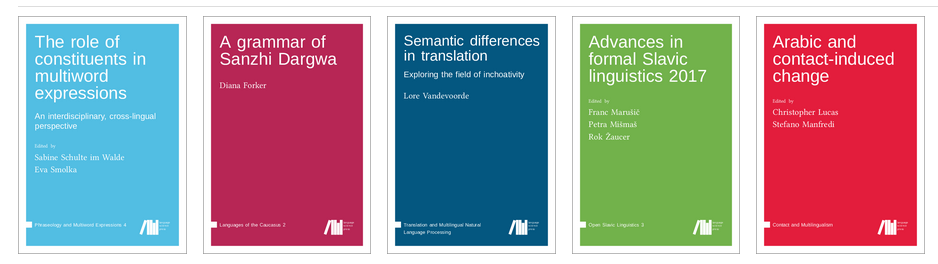 The role of
constituents in
multiword
expressions
An interdisciplinary, cross-lingual
perspective
Edited by
Sabine Schulte im Walde
Eva Smolka
Phraseology and Multiword Expressions 4
A grammar of
Sanzhi Dargwa
Diana Forker
Languages of the Caucasus 2
Semantic differences
in translation
Exploring the field of inchoativity
Lore Vandevoorde
Translation and Multilingual Natural
Language Processing
Advances in
formal Slavic
linguistics 2017
Edited by
Franc Marušič
Petra Mišmaš
Rok Žaucer
Open Slavic Linguistics 3
Arabic and
contact-induced
change
Edited by
Christopher Lucas
Stefano Manfredi
Contact and Multilingualism